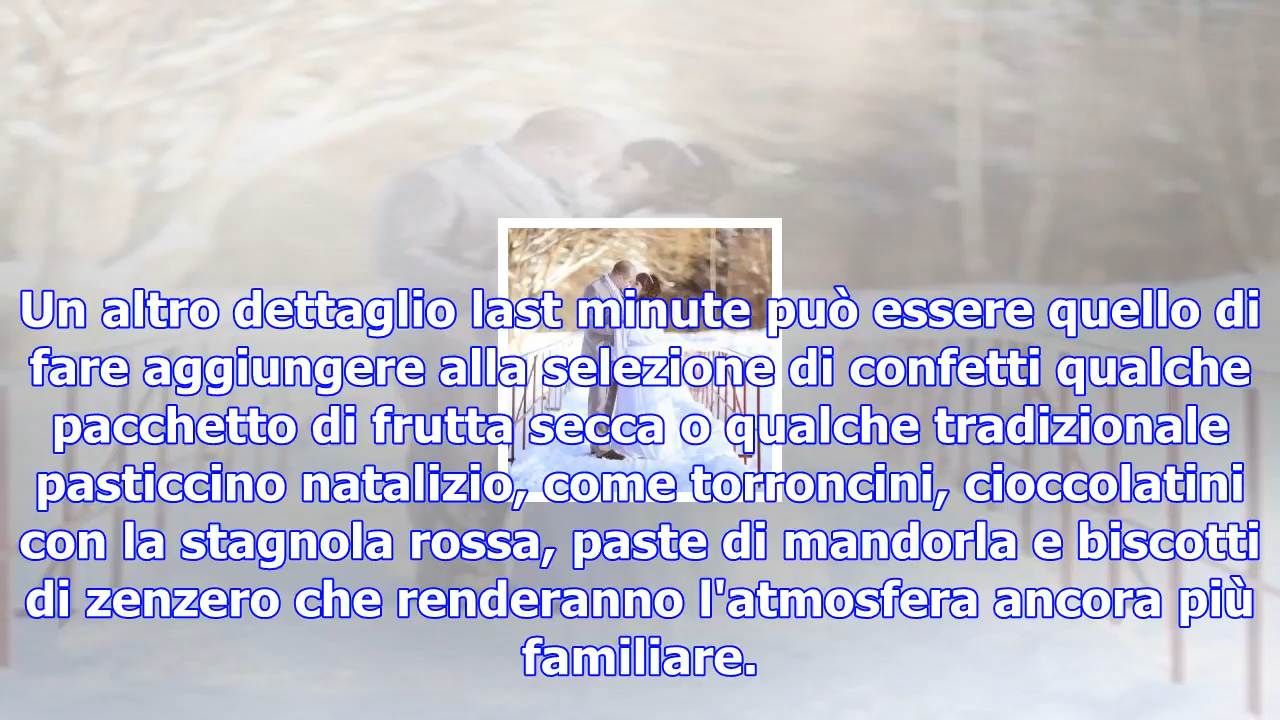 Un altro dettaglio last minute può essere quello di
fare aggiungere alla selezione di confetti qualche
pacchetto di frutta secca o qualche tradizionale
pasticcino natalizio, come torroncini, cioccolatini
con la stagnola rossa, paste di mandorla e biscotti
di zenzero che renderanno l'atmosfera ancora più
familiare.